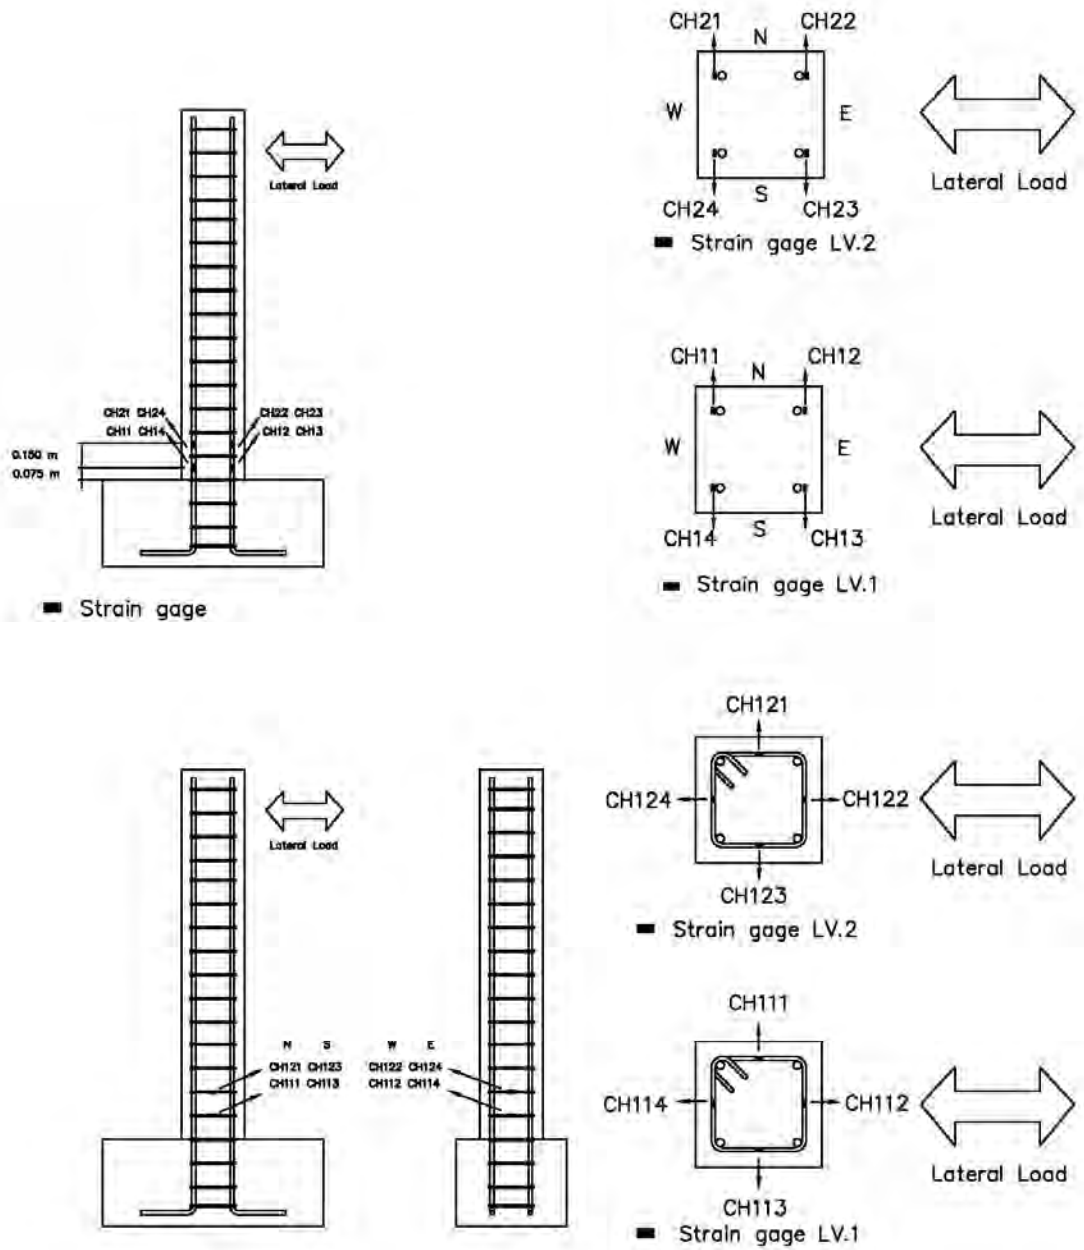 CH21 CH22
N
W E
Lateral Load
S
CH24 CH23
Strain gage LV.2
Lateral Load
CH21 CH24 CH22 CH23
CH11 CH14 CH12 CH13
0.150 m
0.075 m
Strain gage
CH11 CH12
N
W E
Lateral Load
S
CH14 CH13
Strain gage LV.1
Lateral Load
N S W E
CH121 CH123 CH122 CH124
CH111 CH113 CH112 CH114
CH121
CH124 CH122
Lateral Load
CH123
Strain gage LV.2
CH111
CH114 CH112
Lateral Load
CH113
Strain gage LV.1